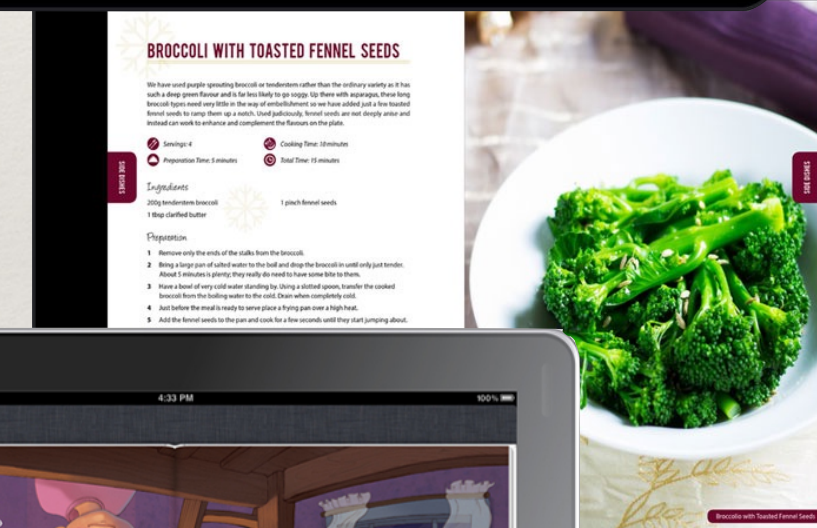 BROCCOLI WITH TOASTED FENNEL SEEDS
We have used purple sprouting broccoli or tenderstem rather than the ordinary variety as it has
such a deep green flavour and is far less likely to go soggy. Up there with asparagus, these long
broccoli types need very little in the way of embellishment so we have added just a few toasted
fennel seeds to ramp them up a notch. Used judiciously, fennel seeds are not deeply anise and
instead can work to enhance and complement the flavours on the plate.
Servings: 4
Cooking Time: 10 minutes
Preparation Time: 5 minutes
Total Time: 15 minutes
SIDE DISHES
SIDE DISHES
Ingredients
200g tenderstem broccoli
1 pinch fennel seeds
1 tbsp clarified butter
Preparation
1 Remove only the ends of the stalks from the broccoli.
2 Bring a large pan of salted water to the boil and drop the broccoli in until only just tender.
About 5 minutes is plenty; they really do need to have some bite to them.
3 Have a bowl of very cold water standing by. Using a slotted spoon, transfer the cooked
broccoli from the boiling water to the cold. Drain when completely cold.
4 Just before the meal is ready to serve place a frying pan over a high heat.
5 Add the fennel seeds to the pan and cook for a few seconds until they start jumping about.
4:33 PM
100%
Broccolio with Toasted Fennel Seeds